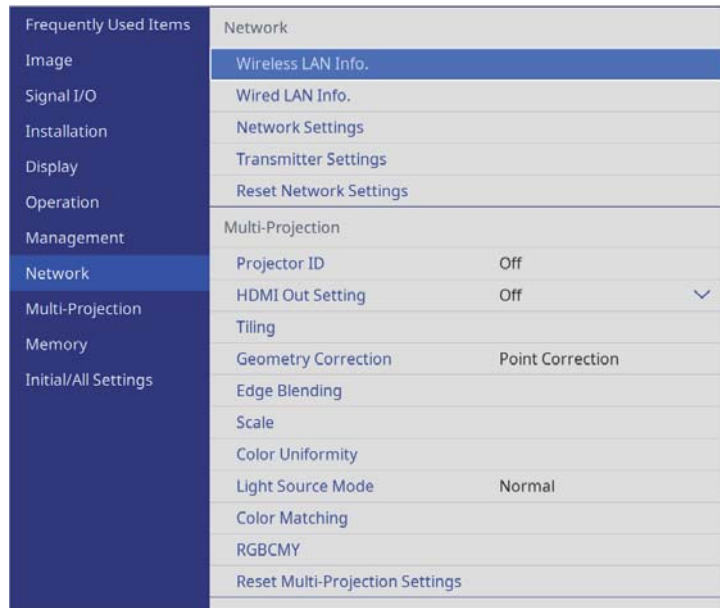 Frequently Used Items
Image
Signal I/O
Installation
Display
Operation
Management
Network
Multi-Projection
Memory
Initial/All Settings
Network
Wireless LAN Info.
Wired LAN Info.
Network Settings
Transmitter Settings
Reset Network Settings
Multi-Projection
Projector ID Off
HDMI Out Setting Off
Tiling
Geometry Correction Point Correction
Edge Blending
Scale
Color Uniformity
Light Source Mode Normal
Color Matching
RGBCMY
Reset Multi-Projection Settings